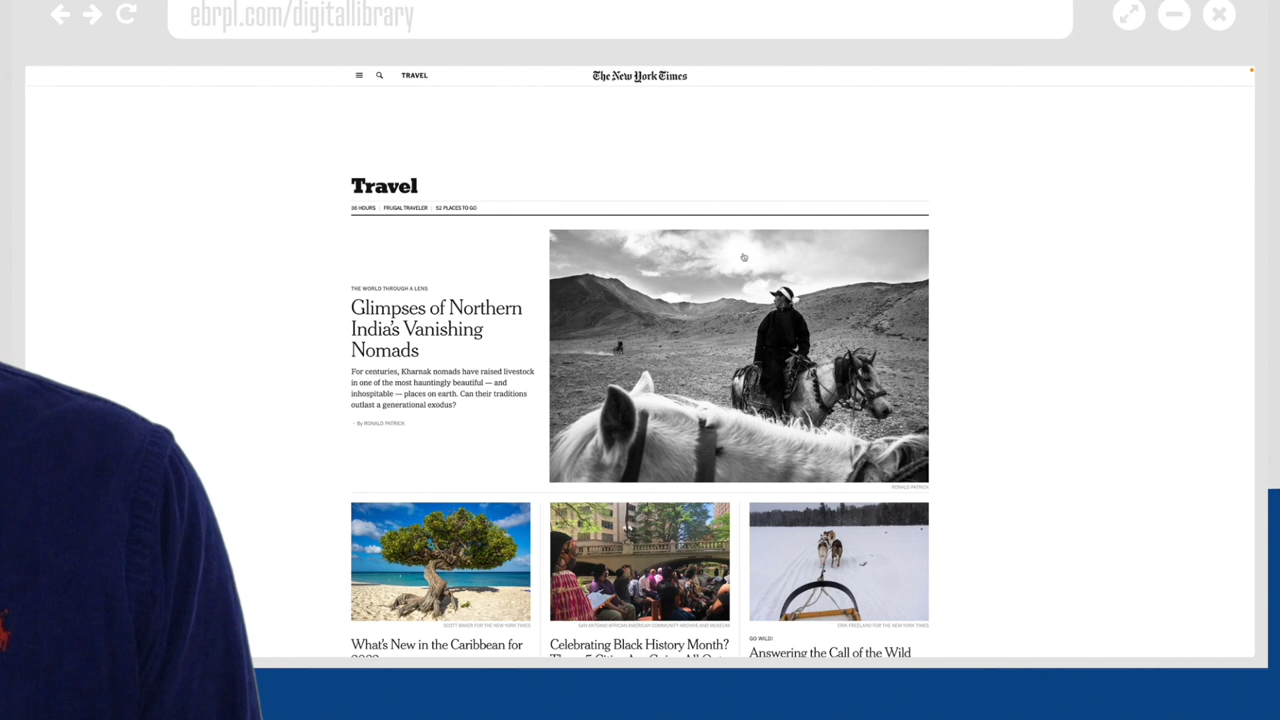 ebrpl.com/digitallibrary
TRAVEL
The New York Times
Travel
36 HOURS
FRUGAL TRAVELER
52 PLACES TO GO
THE WORLD THROUGH A LENS
Glimpses of Northern
India's Vanishing
Nomads
For centuries, Kharnak nomads have raised livestock
in one of the most hauntingly beautiful — and
inhospitable — places on earth. Can their traditions
outlast a generational exodus?
By RONALD PATRICK
RONALD PATRICK
SCOTT BAKER FOR THE NEW YORK TIMES
What's New in the Caribbean for
SAN ANTONIO AFRICAN AMERICAN COMMUNITY ARCHIVE AND MUSEUM
Celebrating Black History Month?
ERIK FREELAND FOR THE NEW YORK TIMES
GO WILD!
Answering the Call of the Wild